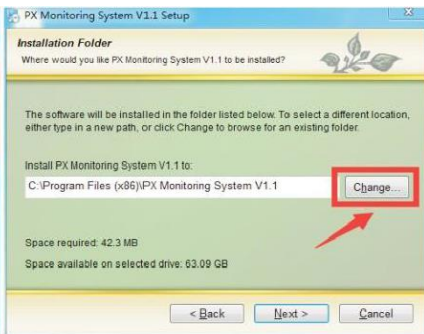 PX Monitoring System V1.1 Setup
Installation Folder
Where would you like PX Monitoring System V1.1 to be installed?
The software will be installed in the folder listed below. To select a different location,
either type in a new path, or click Change to browse for an existing folder.
Install PX Monitoring System V1.1 to:
C:\Program Files (x86)\PX Monitoring System V1.1
Change...
Space required: 42.3 MB
Space available on selected drive: 63.09 GB
< Back
Next >
Cancel